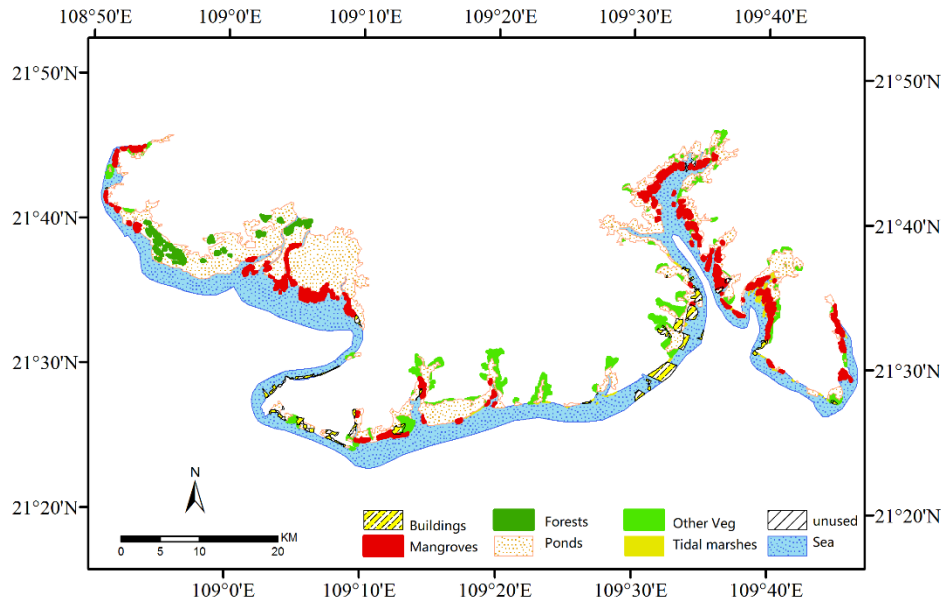 108°50' 109°0' 109°10' 109°20' 109°30' 109°40'
21°50'N 21°50'N
21°40'N 21°40'N
21°30'N 21°30'N
21°20'N 21°20'N
N
0 5 10 20 KM
Buildings Forests Other Veg unused
Mangroves Ponds Tidal marshes Sea
109°0' 109°10'E 109°20'E 109°30'E 109°40'E